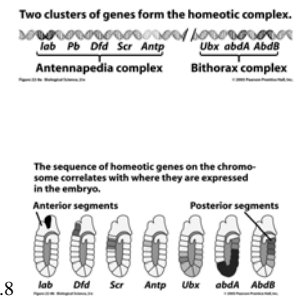 Two clusters of genes form the homeotic complex.
lab Pb Dfd Scr Antp Ubx abdA AbdB
Antennapedia complex Bithorax complex
The sequence of homeotic genes on the chromo-
some correlates with where they are expressed
in the embryo.
Anterior segments Posterior segments
.8 lab Dfd Scr Antp Ubx abdA AbdB